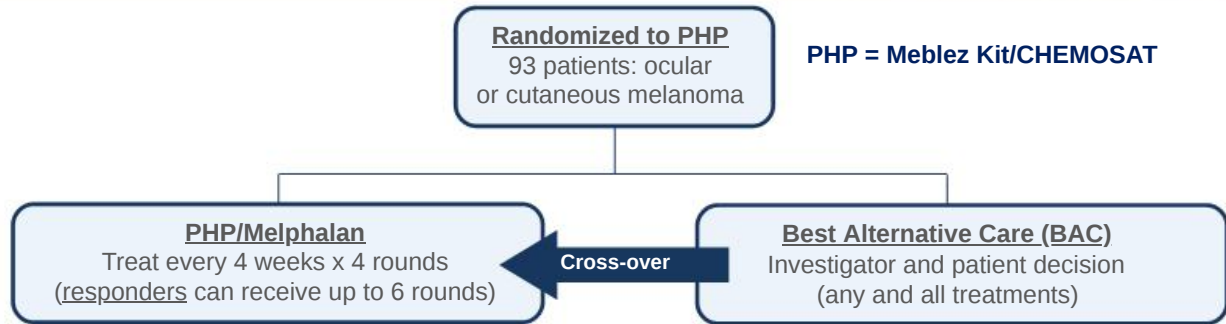 Randomized to PHP
93 patients: ocular
or cutaneous melanoma
PHP = Meblez Kit/CHEMOSAT
PHP/Melphalan
Treat every 4 weeks x 4 rounds
(responders can receive up to 6 rounds)
Cross-over
Best Alternative Care (BAC)
Investigator and patient decision
(any and all treatments)